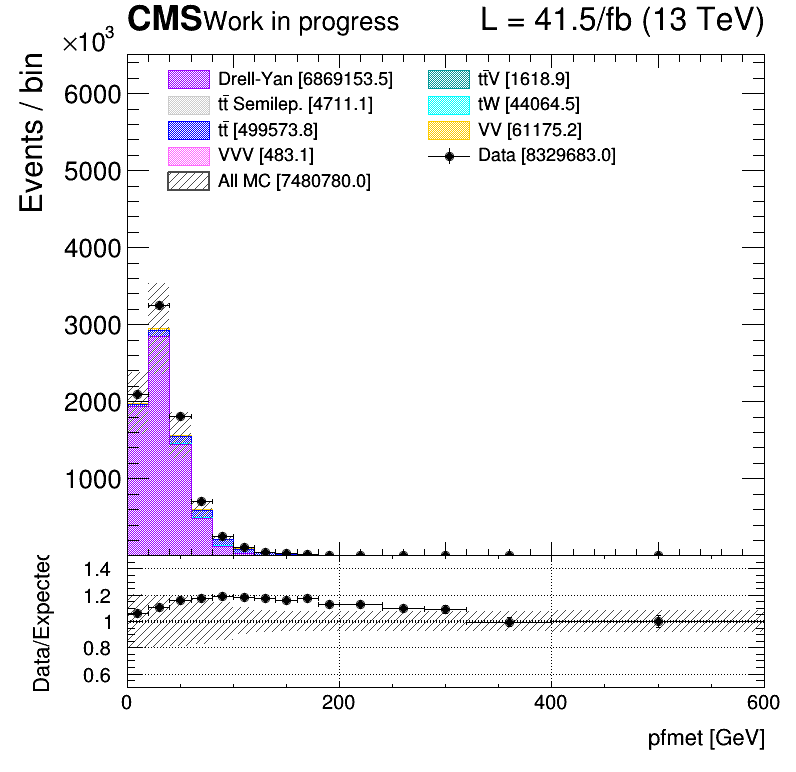 CMS Work in progress L = 41.5/fb (13 TeV)
×10³
Events / bin
6000
5000
4000
3000
2000
1000
Drell-Yan [6869153.5]
tt̄ Semilep. [4711.1]
tt̄ [499573.8]
VVV [483.1]
All MC [7480780.0]
tt̄V [1618.9]
tW [44064.5]
VV [61175.2]
Data [8329683.0]
Data/Expected
1.4
1.2
1
0.8
0.6
0 200 400 600
pfmet [GeV]